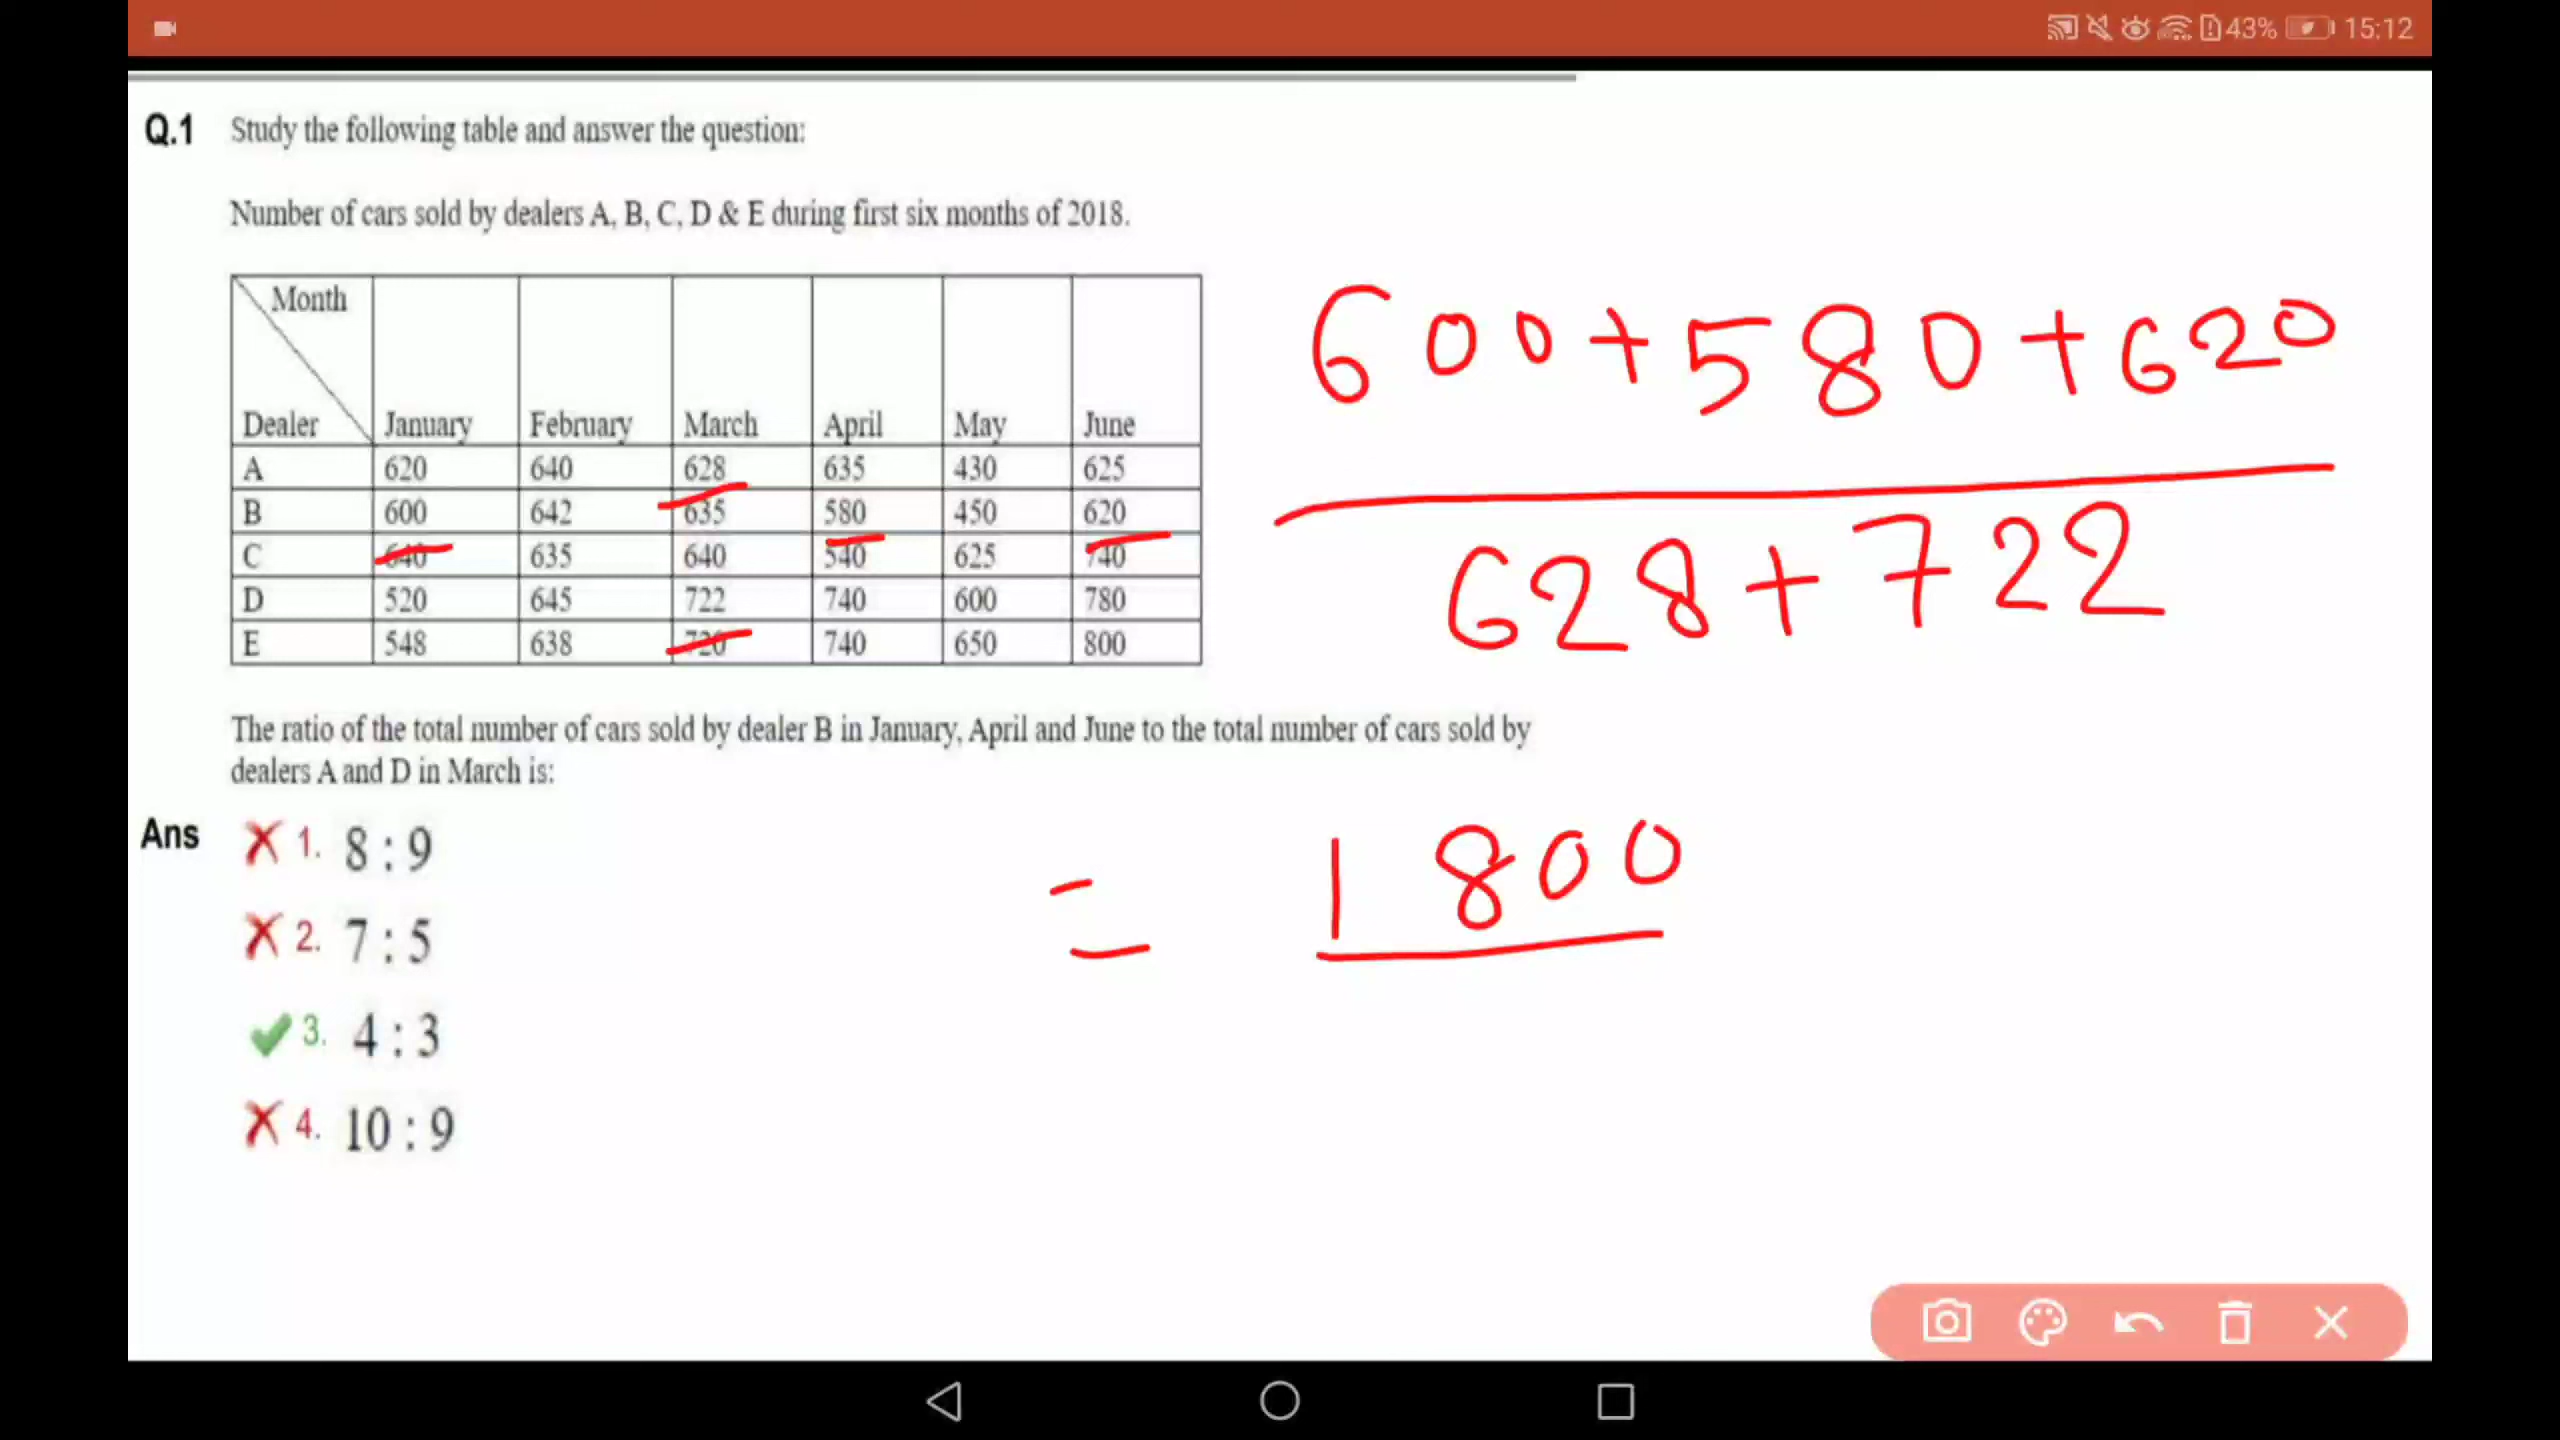 43% 15:12
Q.1 Study the following table and answer the question:
Number of cars sold by dealers A, B, C, D & E during first six months of 2018.
Month
Dealer January February March April May June
A 620 640 628 635 430 625
B 600 642 635 580 450 620
C 640 635 640 540 625 740
D 520 645 722 740 600 780
E 548 638 720 740 650 800
600+580+620
628+722
The ratio of the total number of cars sold by dealer B in January, April and June to the total number of cars sold by
dealers A and D in March is:
= 1800
Ans 1. 8 : 9
2. 7 : 5
3. 4 : 3
4. 10 : 9